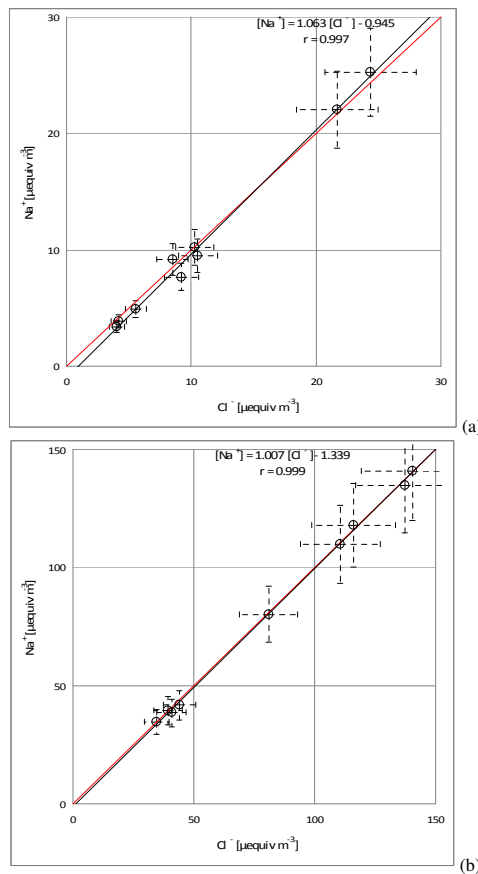 30
[Na⁺] = 1.063 [Cl⁻] - 0.945
r = 0.997
20
10
0
Na⁺ [µequiv m⁻³]
0 10 20 30
Cl⁻ [µequiv m⁻³]
(a)
150
[Na⁺] = 1.007 [Cl⁻] - 1.339
r = 0.999
100
50
0
Na⁺ [µequiv m⁻³]
0 50 100 150
Cl⁻ [µequiv m⁻³]
(b)